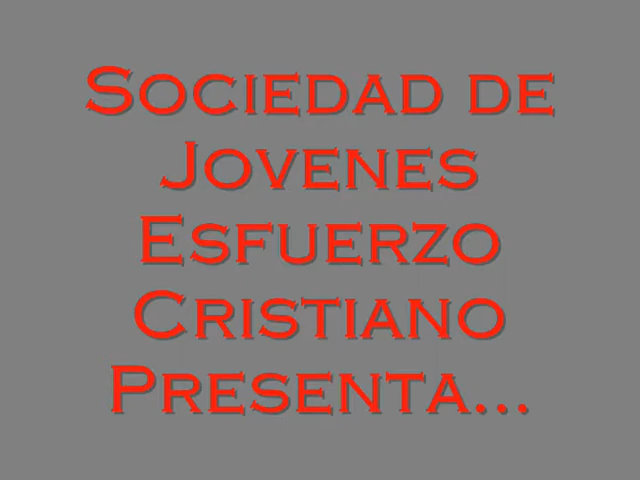 Sociedad de
Jovenes
Esfuerzo
Cristiano
Presenta...